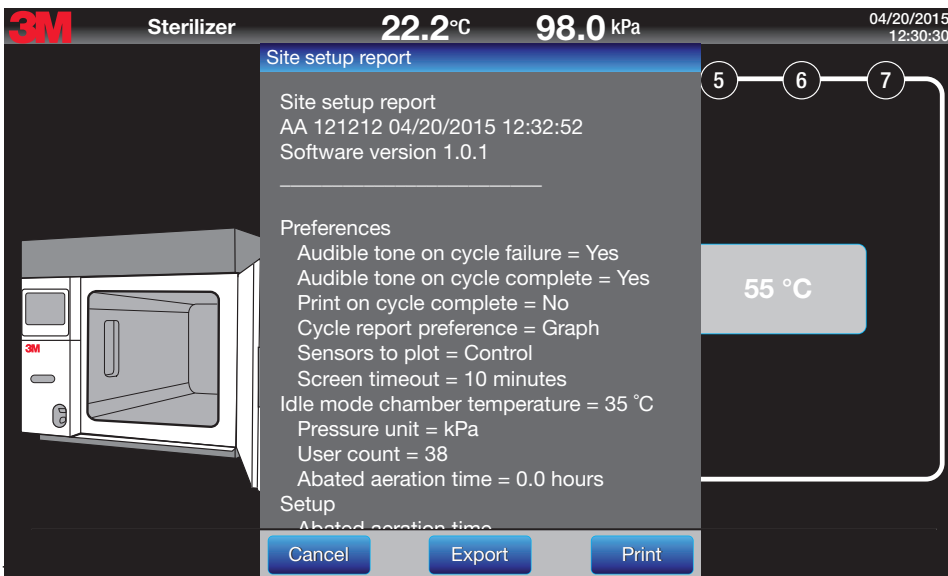 3M Sterilizer 22.2°C 98.0 kPa 04/20/2015
12:30:30
Site setup report
5 6 7
Site setup report
AA 121212 04/20/2015 12:32:52
Software version 1.0.1
Preferences
Audible tone on cycle failure = Yes
Audible tone on cycle complete = Yes
55 °C
Print on cycle complete = No
Cycle report preference = Graph
3M
Sensors to plot = Control
Screen timeout = 10 minutes
Idle mode chamber temperature = 35 °C
Pressure unit = kPa
User count = 38
Abated aeration time = 0.0 hours
Setup
Abated aeration time
Cancel Export Print